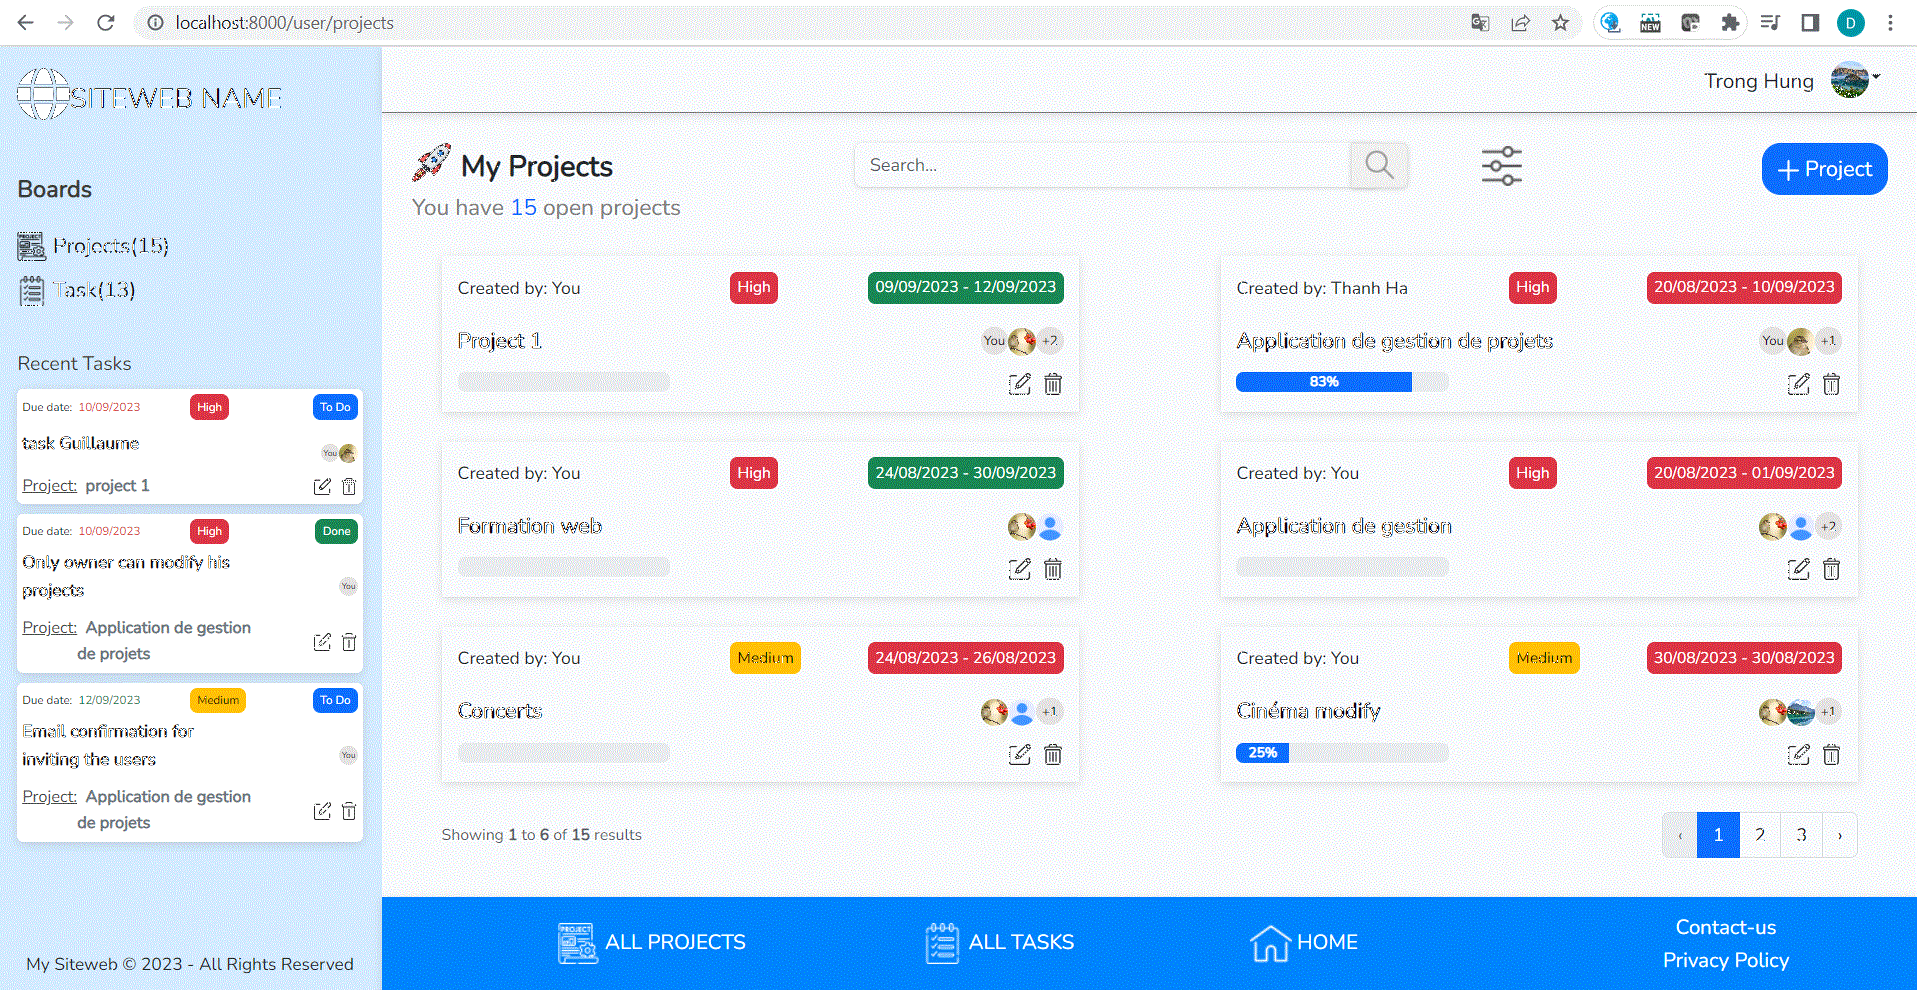 localhost:8000/user/projects
NEW
D
SITEWEB NAME
Trong Hung
Boards
Projects(15)
Task(13)
My Projects
Search...
+ Project
You have 15 open projects
Recent Tasks
Due date: 10/09/2023 High To Do
task Guillaume
You
Project: project 1
Due date: 10/09/2023 High Done
Only owner can modify his
projects
You
Project: Application de gestion
de projets
Due date: 12/09/2023 Medium To Do
Email confirmation for
inviting the users
You
Project: Application de gestion
de projets
My Siteweb © 2023 - All Rights Reserved
Created by: You High 09/09/2023 - 12/09/2023
Project 1 You +2
Created by: Thanh Ha High 20/08/2023 - 10/09/2023
Application de gestion de projets You +1
83%
Created by: You High 24/08/2023 - 30/09/2023
Formation web
Created by: You High 20/08/2023 - 01/09/2023
Application de gestion +2
Created by: You Medium 24/08/2023 - 26/08/2023
Concerts +1
Created by: You Medium 30/08/2023 - 30/08/2023
Cinéma modify +1
25%
Showing 1 to 6 of 15 results
‹ 1 2 3 ›
PROJECT ALL PROJECTS
ALL TASKS
HOME
Contact-us
Privacy Policy